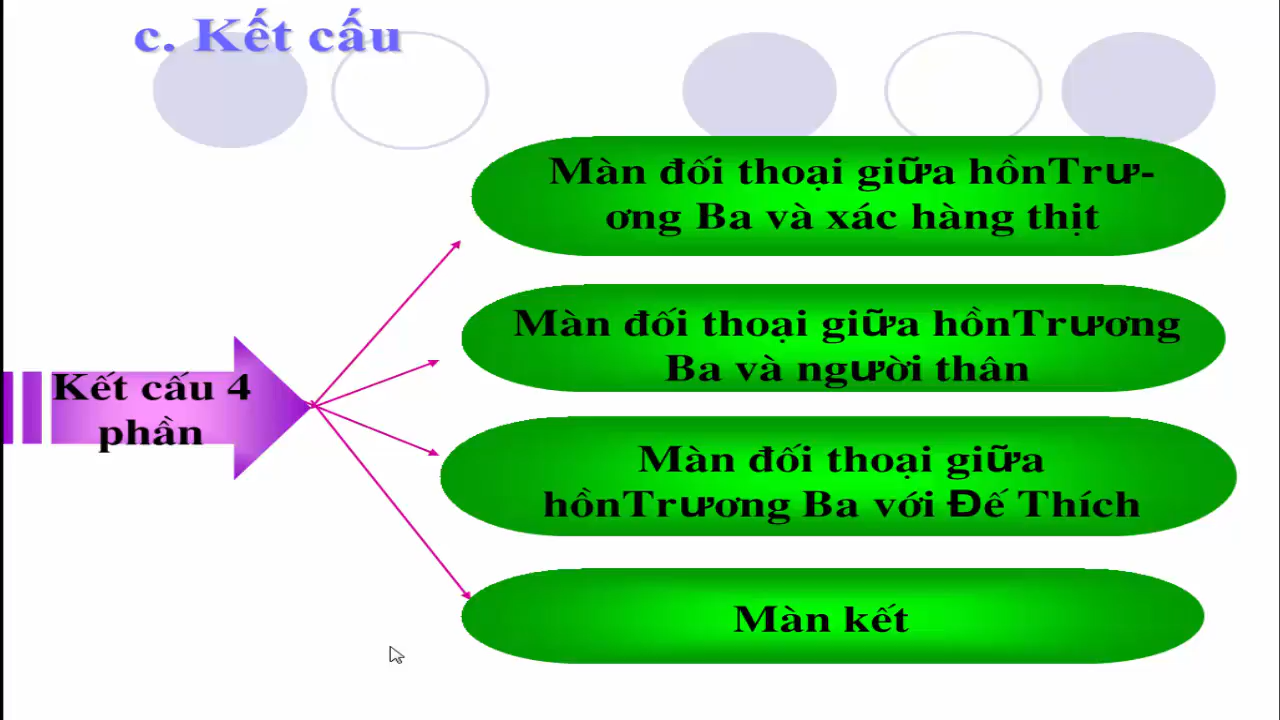 c. Kết cấu
Màn đối thoại giữa hồnTrư-
ơng Ba và xác hàng thịt
Màn đối thoại giữa hồnTrương
Ba và người thân
Kết cấu 4
phần
Màn đối thoại giữa
hồnTrương Ba với Đế Thích
Màn kết